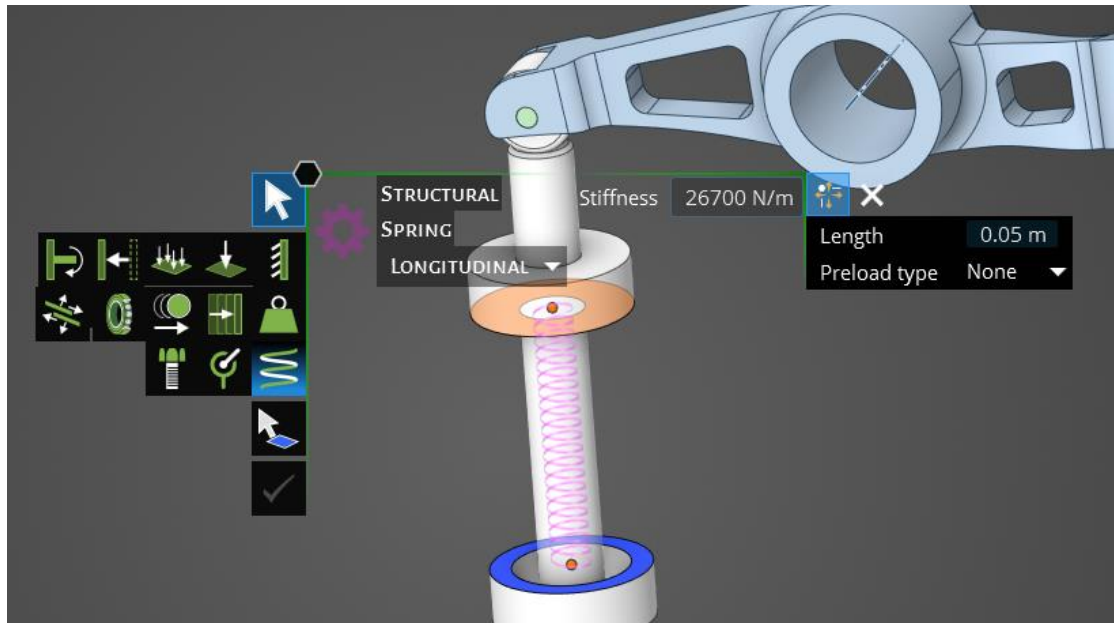 STRUCTURAL
SPRING
LONGITUDINAL
Stiffness 26700 N/m
Length 0.05 m
Preload type None